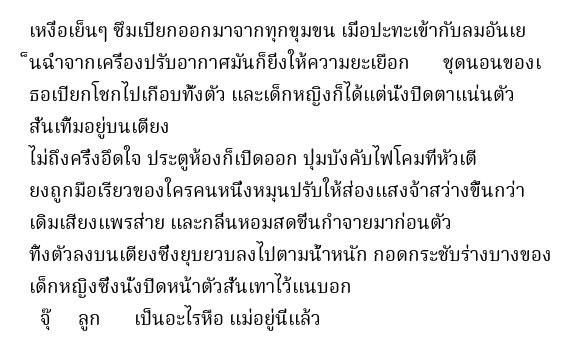 เหงื่อเย็นๆ ซึมเปียกออกมาจากทุกขุมขน เมื่อปะทะเข้ากับลมอันเย
็นฉ่ำจากเครื่องปรับอากาศมันก็ยิ่งให้ความยะเยือก ชุดนอนของเ
ธอเปียกโชกไปเกือบทั้งตัว และเด็กหญิงก็ได้แต่นั่งปิดตาแน่นตัว
สั่นเทิ้มอยู่บนเตียง
ไม่ถึงครึ่งอึดใจ ประตูห้องก็เปิดออก ปุ่มบังคับไฟโคมที่หัวเตี
ยงถูกมือเรียวของใครคนหนึ่งหมุนปรับให้ส่องแสงจ้าสว่างขึ้นกว่า
เดิมเสียงแพรส่าย และกลิ่นหอมสดชื่นกำจายมาก่อนตัว
ทิ้งตัวลงบนเตียงซึ่งยุบยวบลงไปตามน้ำหนัก กอดกระชับร่างบางของ
เด็กหญิงซึ่งนั่งปิดหน้าตัวสั่นเทาไว้แนบอก
จุ๊ ลูก เป็นอะไรหือ แม่อยู่นี่แล้ว